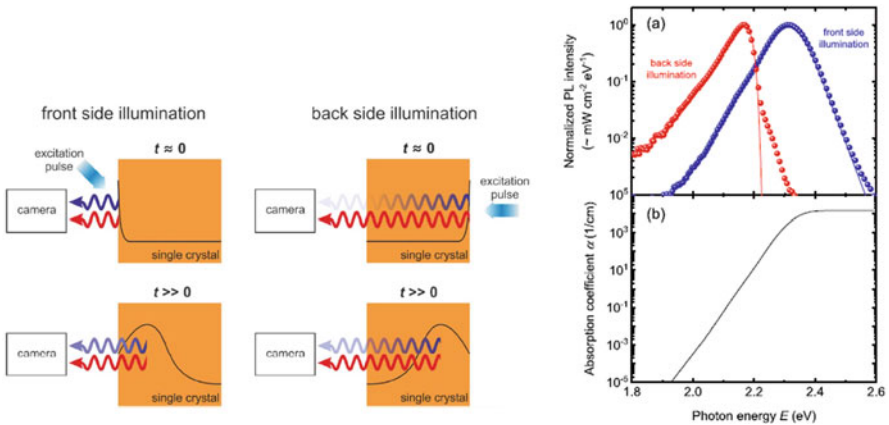 front side illumination
t ≈ 0
excitation
pulse
camera
single crystal
t >> 0
camera
single crystal
back side illumination
t ≈ 0
excitation
pulse
camera
single crystal
t >> 0
camera
single crystal
(a)
front side
illumination
back side
illumination
Normalized PL intensity
(~ mW cm⁻² eV⁻¹)
10⁰
10⁻¹
10⁻²
10⁻³
10⁵
(b)
Absorption coefficient α (1/cm)
10³
10¹
10⁻¹
10⁻³
10⁻⁵
1.8 2.0 2.2 2.4 2.6
Photon energy E (eV)